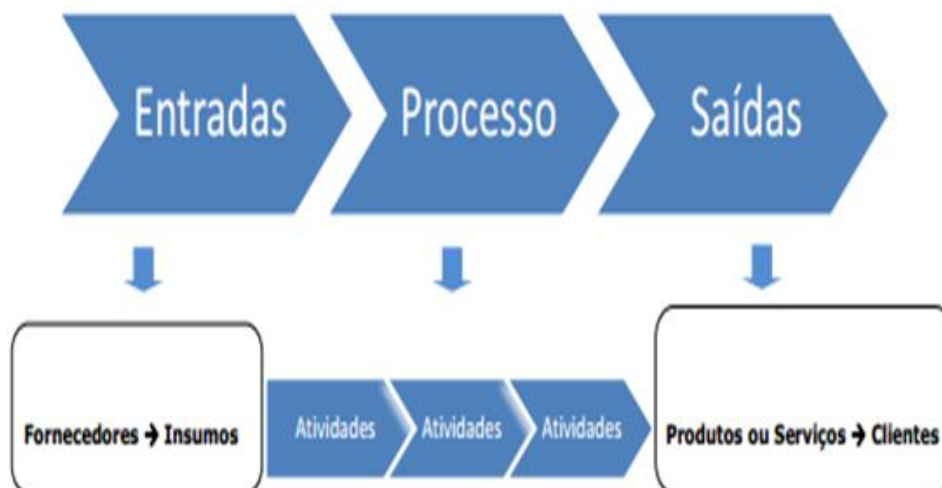 Entradas
Processo
Saídas
Fornecedores → Insumos
Atividades
Atividades
Atividades
Produtos ou Serviços → Clientes